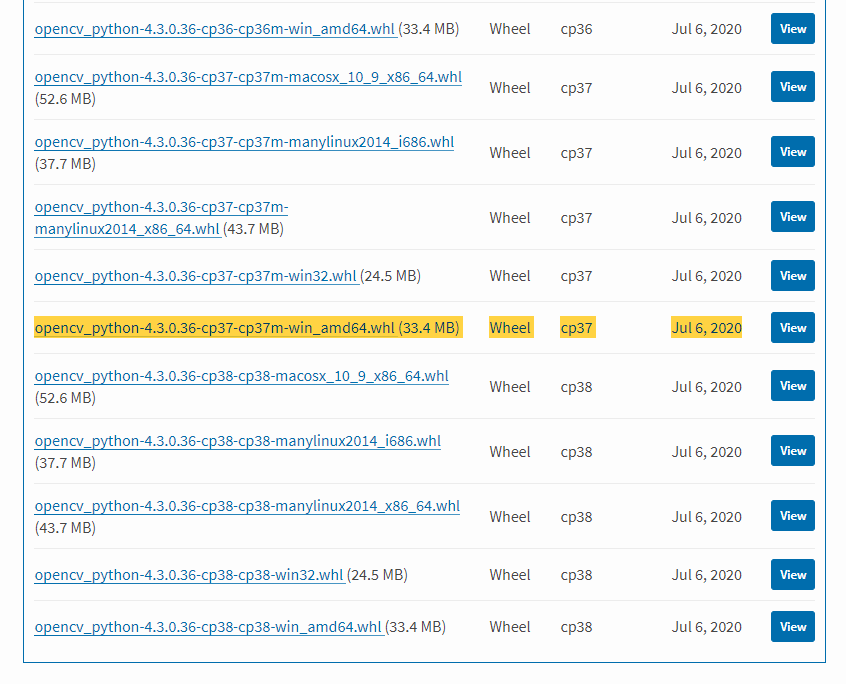 opencv_python-4.3.0.36-cp36-cp36m-win_amd64.whl (33.4 MB) Wheel cp36 Jul 6, 2020 View
opencv_python-4.3.0.36-cp37-cp37m-macosx_10_9_x86_64.whl
(52.6 MB) Wheel cp37 Jul 6, 2020 View
opencv_python-4.3.0.36-cp37-cp37m-manylinux2014_i686.whl
(37.7 MB) Wheel cp37 Jul 6, 2020 View
opencv_python-4.3.0.36-cp37-cp37m-
manylinux2014_x86_64.whl (43.7 MB) Wheel cp37 Jul 6, 2020 View
opencv_python-4.3.0.36-cp37-cp37m-win32.whl (24.5 MB) Wheel cp37 Jul 6, 2020 View
opencv_python-4.3.0.36-cp37-cp37m-win_amd64.whl (33.4 MB) Wheel cp37 Jul 6, 2020 View
opencv_python-4.3.0.36-cp38-cp38-macosx_10_9_x86_64.whl
(52.6 MB) Wheel cp38 Jul 6, 2020 View
opencv_python-4.3.0.36-cp38-cp38-manylinux2014_i686.whl
(37.7 MB) Wheel cp38 Jul 6, 2020 View
opencv_python-4.3.0.36-cp38-cp38-manylinux2014_x86_64.whl
(43.7 MB) Wheel cp38 Jul 6, 2020 View
opencv_python-4.3.0.36-cp38-cp38-win32.whl (24.5 MB) Wheel cp38 Jul 6, 2020 View
opencv_python-4.3.0.36-cp38-cp38-win_amd64.whl (33.4 MB) Wheel cp38 Jul 6, 2020 View